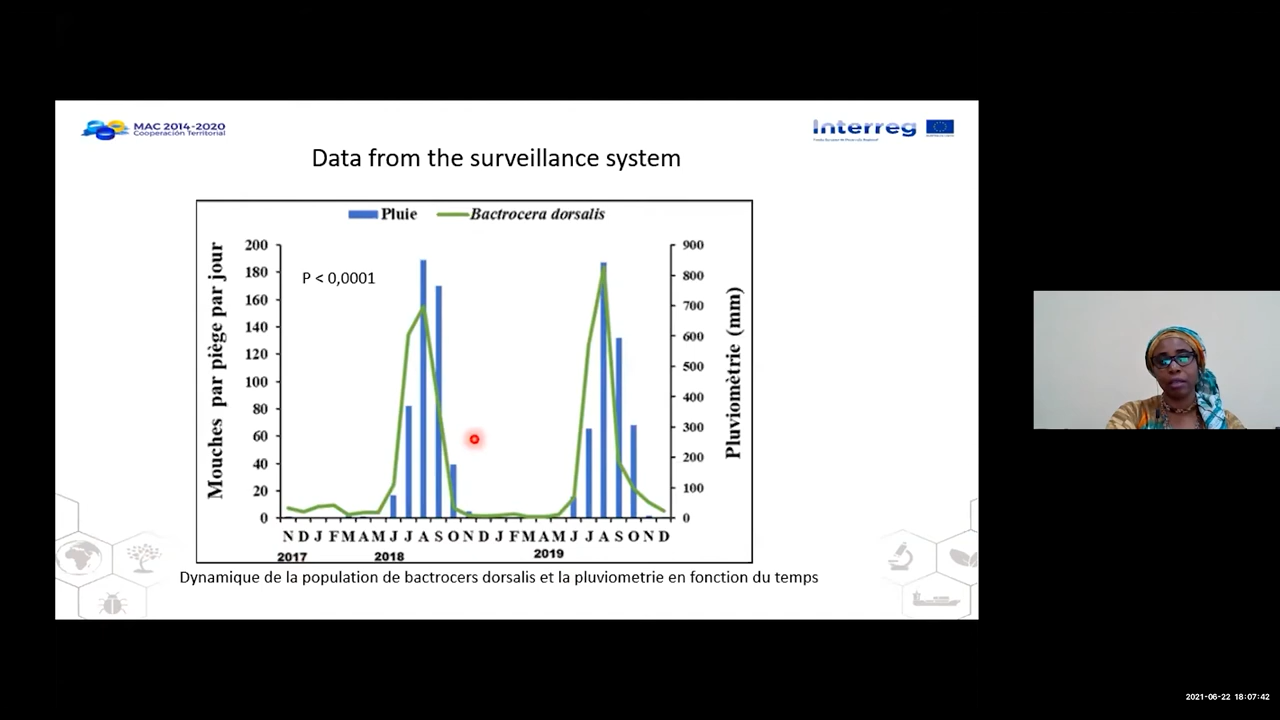 MAC 2014-2020
Cooperación Territorial
Interreg
Data from the surveillance system
Pluie
Bactrocera dorsalis
P < 0,0001
Mouches par piège par jour
200
180
160
140
120
100
80
60
40
20
0
900
800
700
600
500
400
300
200
100
0
Pluviomètrie (mm)
N D J F M A M J J A S O N D J F M A M J J A S O N D
2017 2018 2019
Dynamique de la population de bactrocers dorsalis et la pluviometrie en fonction du temps
2021-06-22 18:07:42